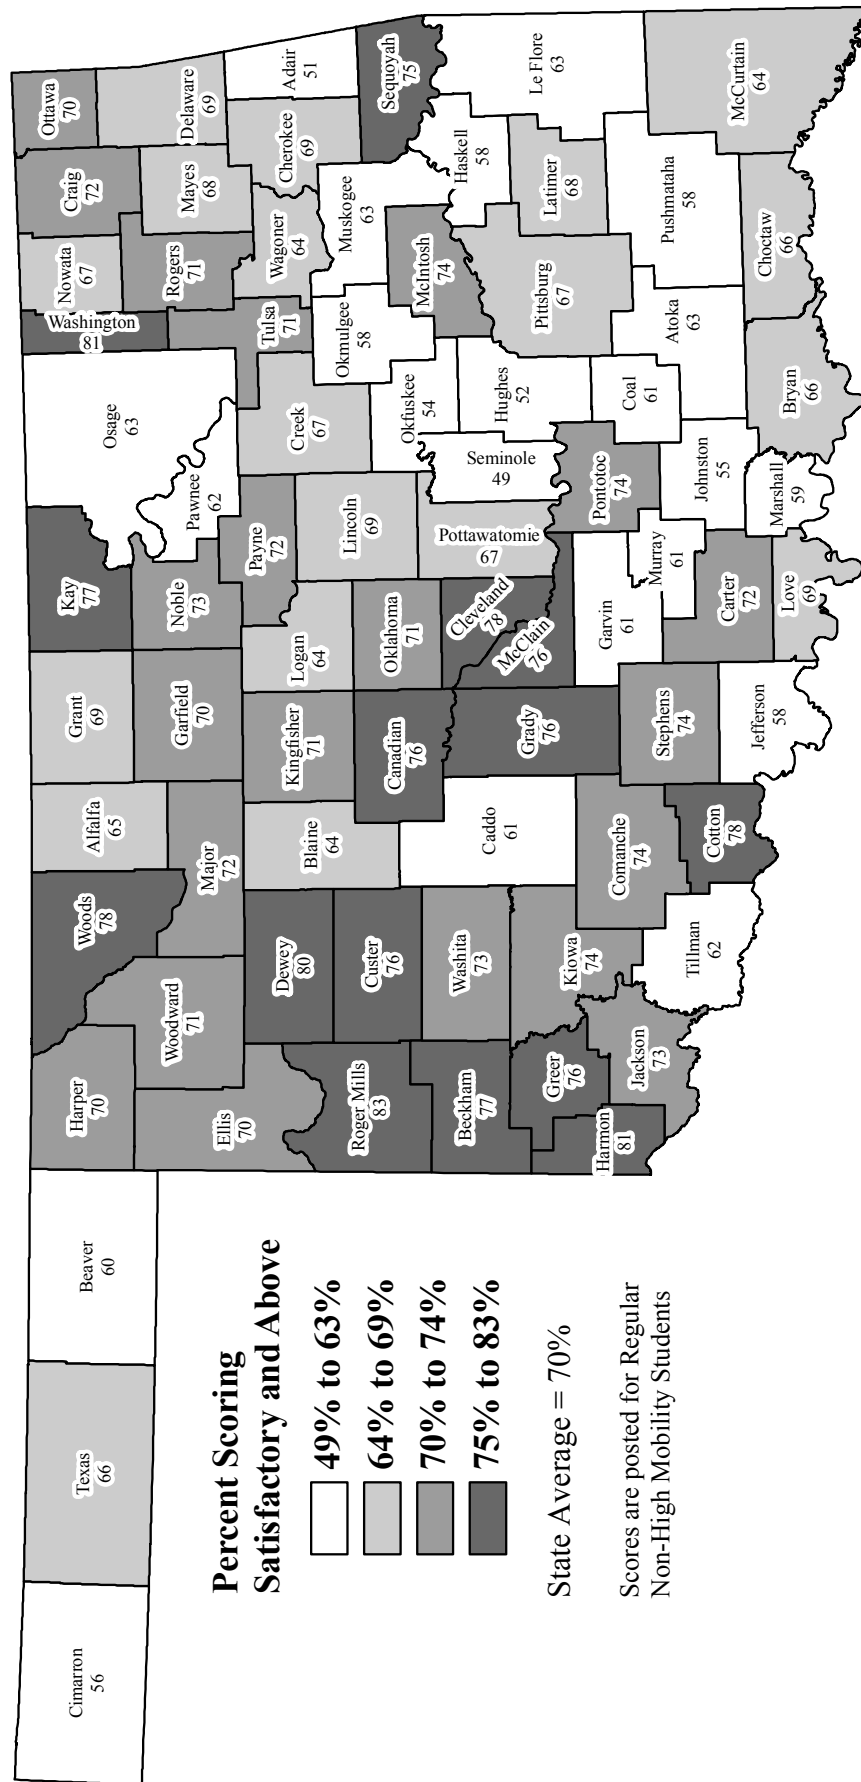 Cimarron
56
Texas
66
Beaver
60
Harper
70
Woods
78
Alfalfa
65
Grant
69
Kay
77
Osage
63
Washington
81
Nowata
67
Craig
72
Ottawa
70
Ellis
70
Woodward
71
Major
72
Garfield
70
Noble
73
Pawnee
62
Rogers
71
Mayes
68
Delaware
69
Roger Mills
83
Dewey
80
Blaine
64
Kingfisher
71
Logan
64
Payne
72
Creek
67
Tulsa
71
Wagoner
64
Cherokee
69
Adair
51
Custer
76
Canadian
76
Oklahoma
71
Lincoln
69
Okfuskee
54
Okmulgee
58
Muskogee
63
Sequoyah
75
Beckham
77
Washita
73
Caddo
61
Grady
76
Cleveland
78
McClain
76
Pottawatomie
67
Seminole
49
Hughes
52
McIntosh
74
Haskell
58
Le Flore
63
Harmon
81
Greer
76
Kiowa
74
Comanche
74
Stephens
74
Garvin
61
Pontotoc
74
Coal
61
Pittsburg
67
Latimer
68
Jackson
73
Tillman
62
Cotton
78
Jefferson
58
Carter
72
Murray
61
Johnston
55
Atoka
63
Pushmataha
58
McCurtain
64
Love
69
Marshall
59
Bryan
66
Choctaw
66
Percent Scoring
Satisfactory and Above
49% to 63%
64% to 69%
70% to 74%
75% to 83%
State Average = 70%
Scores are posted for Regular
Non-High Mobility Students